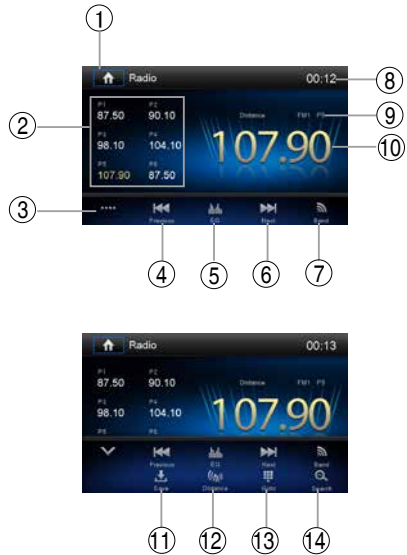 1
Radio 00:12 8
P1 P2
2 87.50 90.10 Distance FM1 P5 9
P3 P4
98.10 104.10 107.90 10
P5 P6
107.90 87.50
3 Previous EQ Next Band
4 5 6 7
Radio 00:13
P1 P2
87.50 90.10 Distance FM1 P5
P3 P4
98.10 104.10 107.90
P5 P6
Previous EQ Next Band
Save Distance Search
11 12 13 14